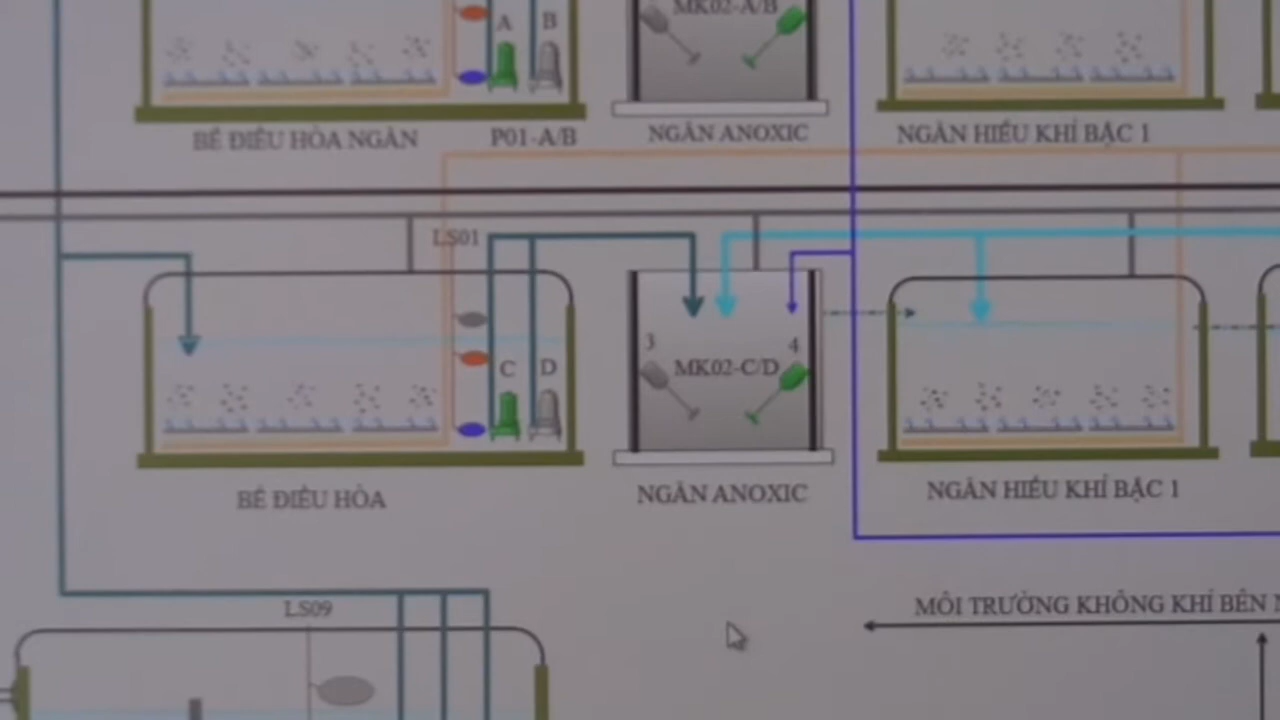 A B
MK02-A/B
BỂ ĐIỀU HÒA NGĂN
P01-A/B
NGĂN ANOXIC
NGĂN HIẾU KHÍ BẬC 1
LS01
3
4
C D
MK02-C/D
BỂ ĐIỀU HÒA
NGĂN ANOXIC
NGĂN HIẾU KHÍ BẬC 1
MÔI TRƯỜNG KHÔNG KHÍ BÊN
LS09